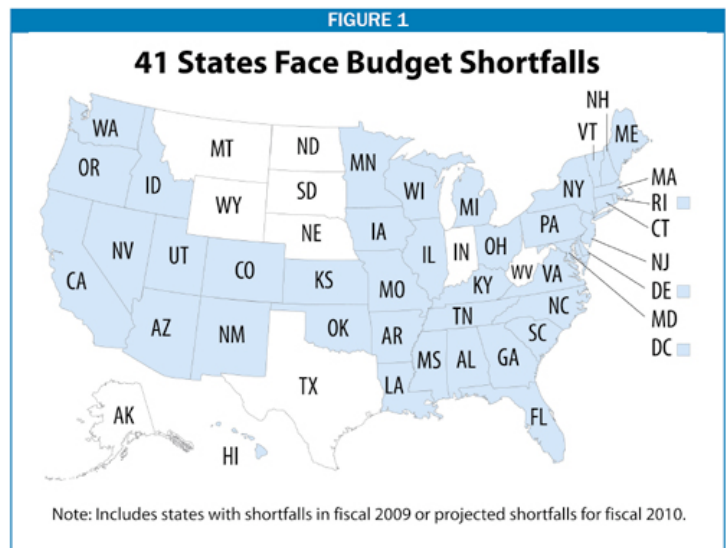 FIGURE 1
41 States Face Budget Shortfalls
NH
WA
VT
ME
MT
ND
MN
OR
MA
ID
SD
WI
NY
RI
WY
MI
CT
NE
IA
PA
NV
IL
IN
OH
NJ
UT
CO
WV
VA
CA
KS
MO
KY
DE
NC
MD
TN
AZ
NM
OK
AR
SC
DC
MS
AL
GA
TX
LA
AK
FL
HI
Note: Includes states with shortfalls in fiscal 2009 or projected shortfalls for fiscal 2010.